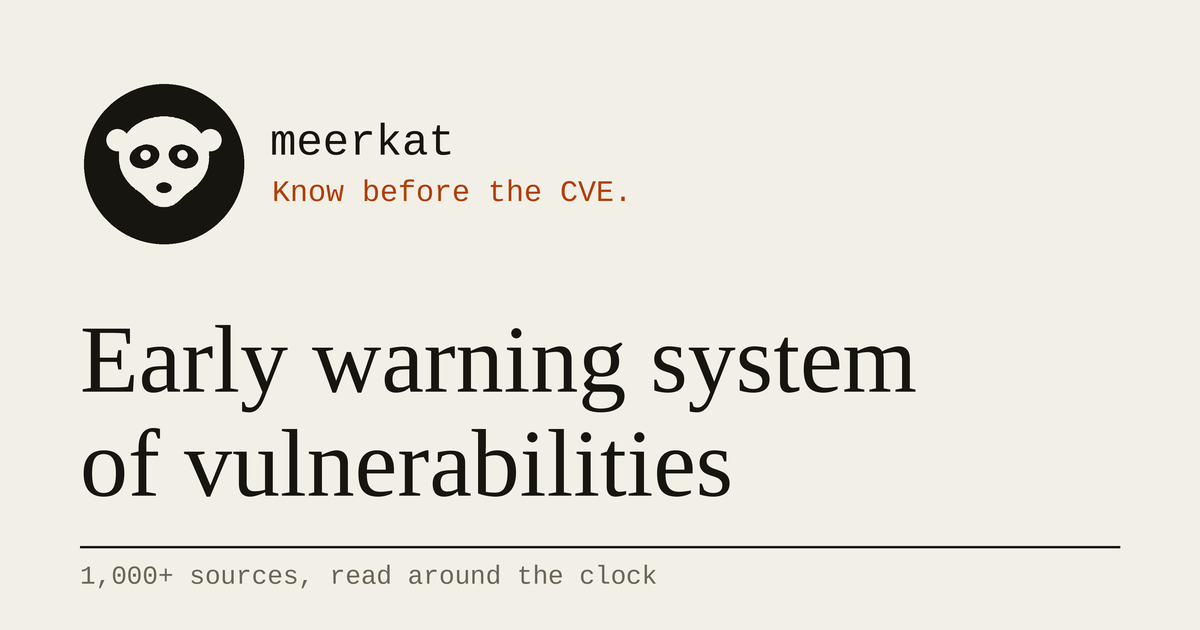 meerkat
Know before the CVE.
Early warning system
of vulnerabilities
1,000+ sources, read around the clock